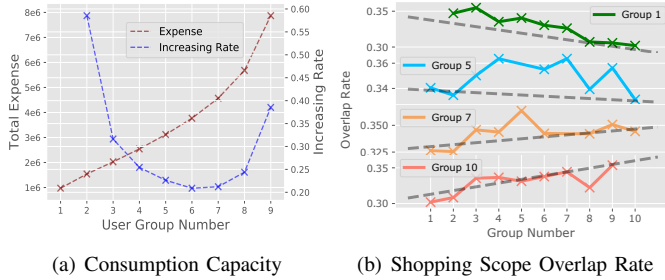 8e6
7e6
6e6
5e6
4e6
3e6
2e6
1e6
Total Expense
Expense
Increasing Rate
0.60
0.55
0.50
0.45
0.40
0.35
0.30
0.25
0.20
Increasing Rate
1 2 3 4 5 6 7 8 9
User Group Number
(a) Consumption Capacity
Overlap Rate
0.35
0.30
Group 1
0.36
0.34
Group 5
0.350
0.325
Group 7
0.35
0.30
Group 10
1 2 3 4 5 6 7 8 9 10
Group Number
(b) Shopping Scope Overlap Rate